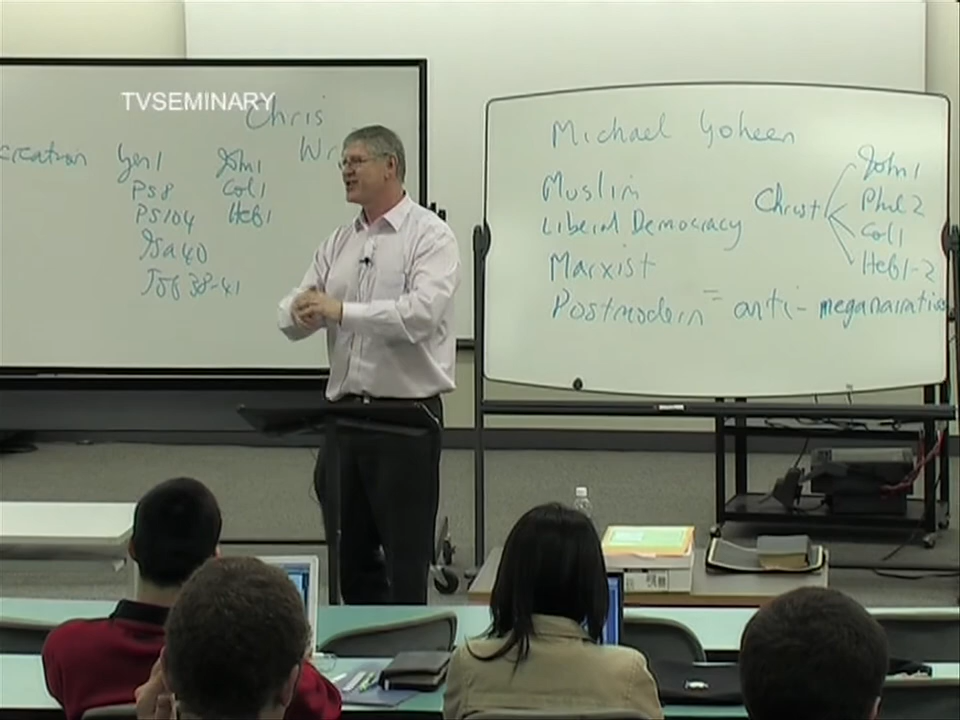 TVSEMINARY
Chris
Wr
creation
Gen 1
Ps 8
Ps 104
Isa 40
Job 38-41
John 1
Col 1
Heb 1
Michael Goheen
Muslim
Liberal Democracy
Marxist
Postmodern = anti-meganarrative
Christ
John 1
Phil 2
Col 1
Heb 1-2